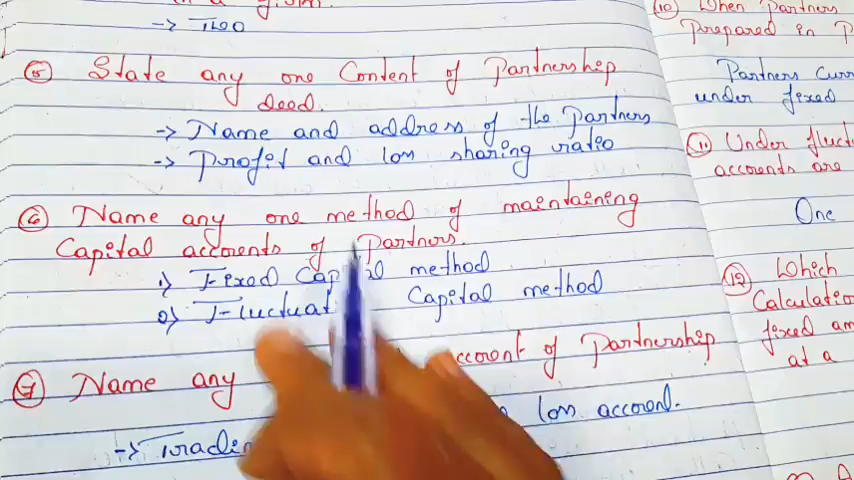 -> Two
⑤ State any one Content of Partnership
deed.
-> Name and address of the Partners
-> Profit and loss sharing ratio
⑥ Name any one method of maintaining
Capital accounts of Partners.
1) Fixed Capital method
2) Fluctuat Capital method
⑦ Name any account of Partnership
-> Tradin loss account.
⑩ When Partners
Prepared in P
Partners Curr
under fixed
⑪ Under fluct
accounts are
One
⑫ Which
Calculatio
fixed am
at a